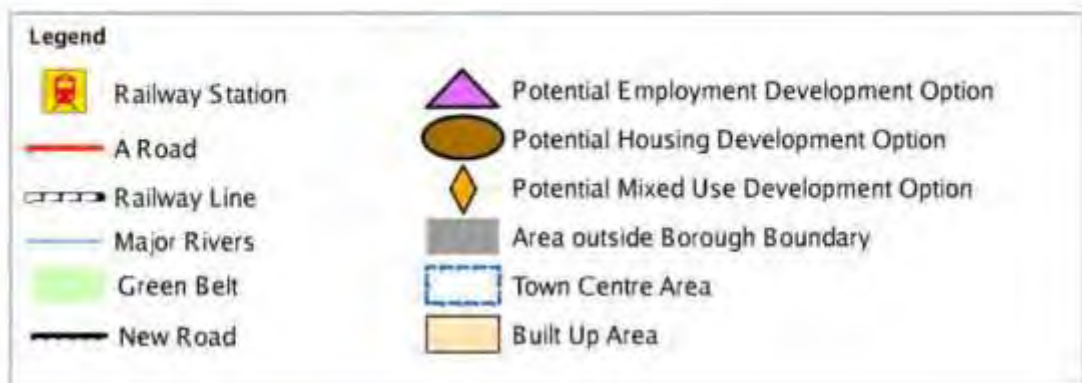 Legend
Railway Station
A Road
Railway Line
Major Rivers
Green Belt
New Road
Potential Employment Development Option
Potential Housing Development Option
Potential Mixed Use Development Option
Area outside Borough Boundary
Town Centre Area
Built Up Area